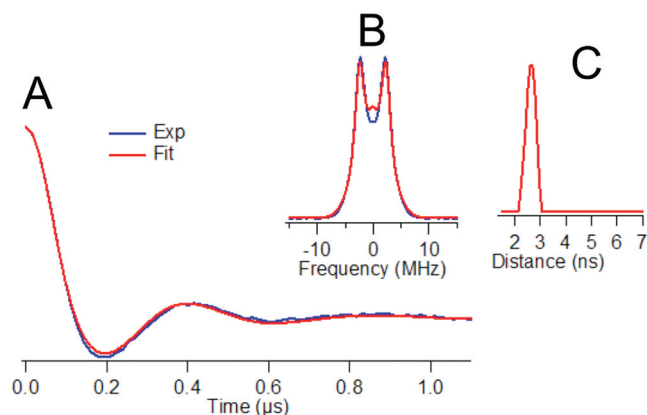 A
Exp
Fit
B
-10 0 10
Frequency (MHz)
C
2 3 4 5 6 7
Distance (ns)
0.0 0.2 0.4 0.6 0.8 1.0
Time (µs)